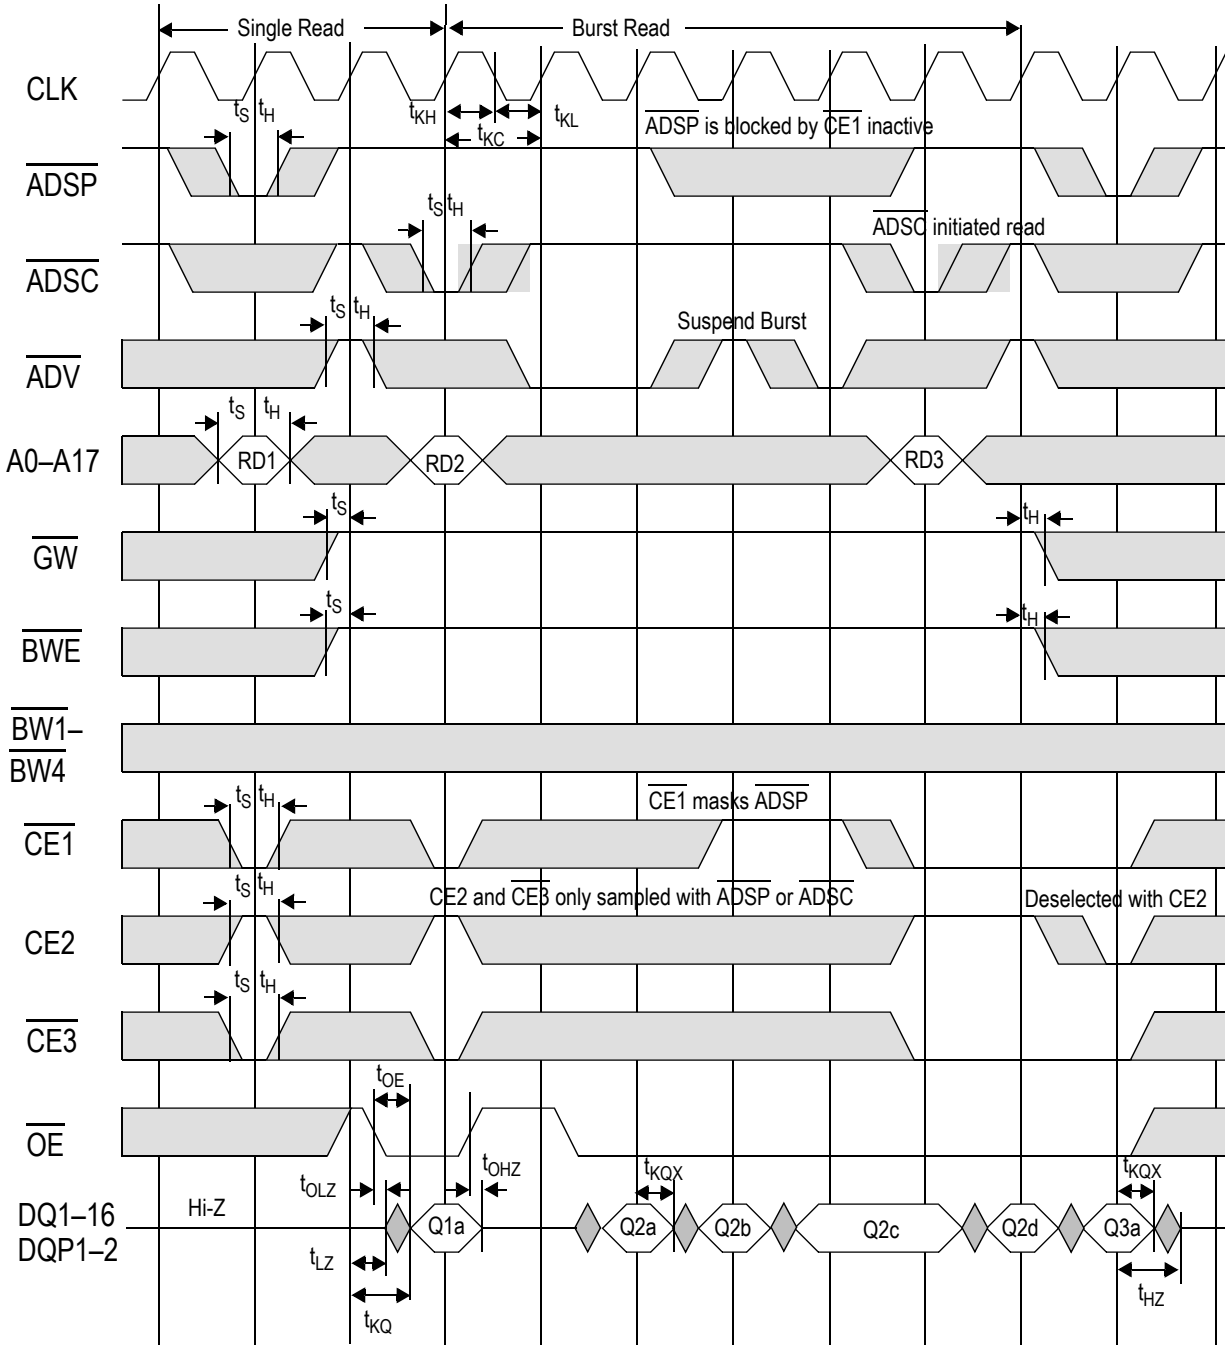 Single Read
Burst Read
CLK
tS tH
tKH
tKL
tKC
ADSP is blocked by CE1 inactive
ADSP
tS tH
ADSC initiated read
ADSC
tS tH
Suspend Burst
ADV
tS tH
A0–A17
RD1
RD2
RD3
tS
tH
GW
tS
tH
BWE
BW1–
BW4
tS tH
CE1 masks ADSP
CE1
tS tH
CE2 and CE3 only sampled with ADSP or ADSC
Deselected with CE2
CE2
tS tH
CE3
tOE
OE
tOLZ
tOHZ
tKQX
tKQX
Hi-Z
DQ1–16
DQP1–2
Q1a
Q2a
Q2b
Q2c
Q2d
Q3a
tLZ
tHZ
tKQ